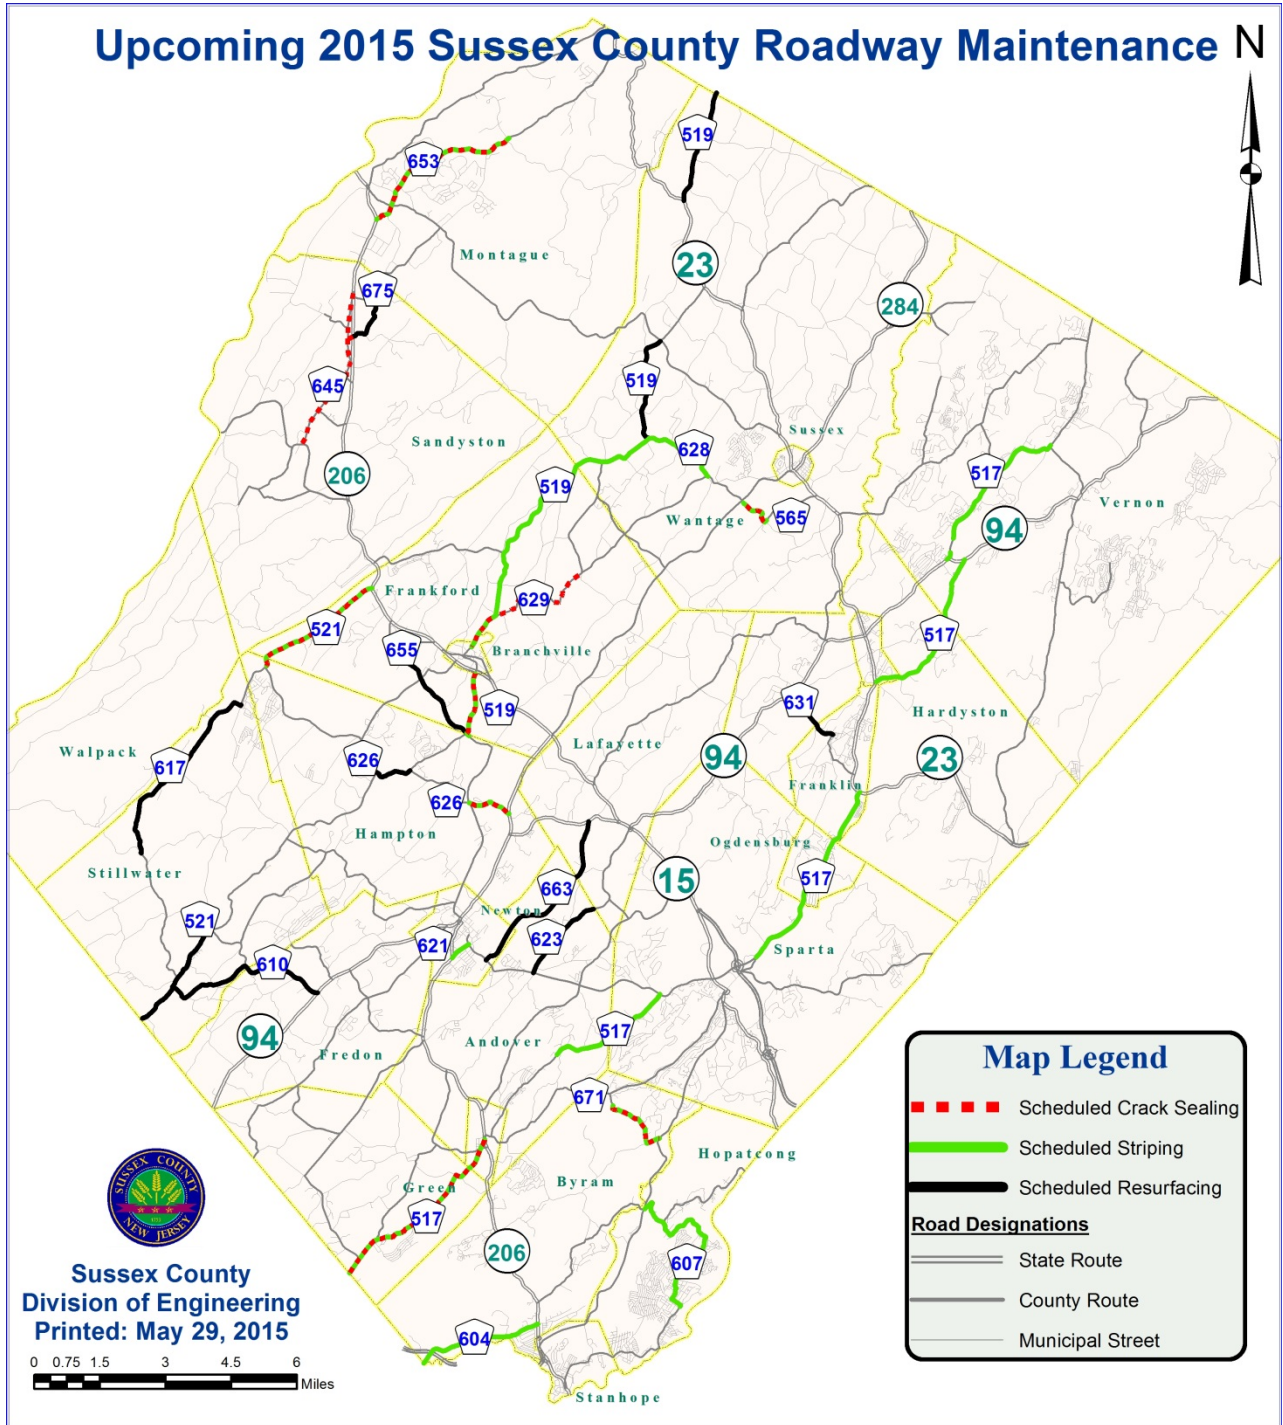 Upcoming 2015 Sussex County Roadway Maintenance
N
519
653
Montague
23
675
284
519
645
Sussex
Sandyston
628
517
206
519
Vernon
Wantage
565
94
Frankford
629
521
517
655
Branchville
631
519
Hardyston
Lafayette
Walpack
94
23
617
626
Franklin
626
Hampton
Ogdensburg
Stillwater
15
517
663
521
Newton
623
621
Sparta
610
517
94
Andover
Fredon
671
Hopatcong
Byram
Green
517
206
607
604
Stanhope
Map Legend
Scheduled Crack Sealing
Scheduled Striping
Scheduled Resurfacing
Road Designations
State Route
County Route
Municipal Street
SUSSEX COUNTY
1753
NEW JERSEY
Sussex County
Division of Engineering
Printed: May 29, 2015
0 0.75 1.5 3 4.5 6
Miles